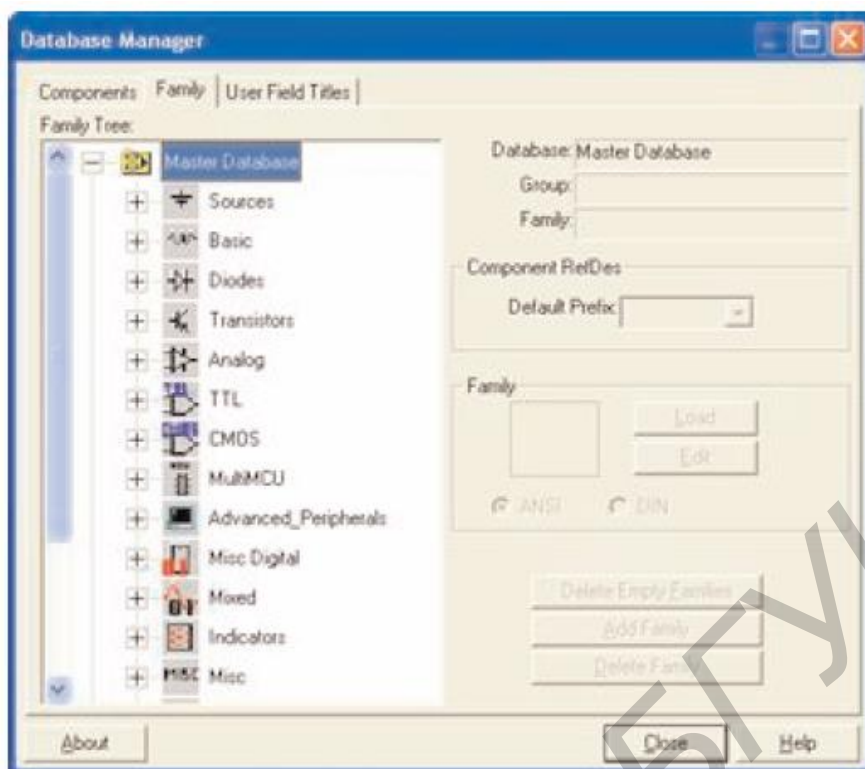 Database Manager
Components Family User Field Titles
Family Tree:
Master Database
Sources
Basic
Diodes
Transistors
Analog
TTL
CMOS
MultiMCU
Advanced_Peripherals
Misc Digital
Mixed
Indicators
MISC Misc
Database: Master Database
Group:
Family:
Component RefDes
Default Prefix:
Family
Load
Edit
ANSI DIN
Delete Empty Families
Add Family
Delete Family
About Close Help
БГУ